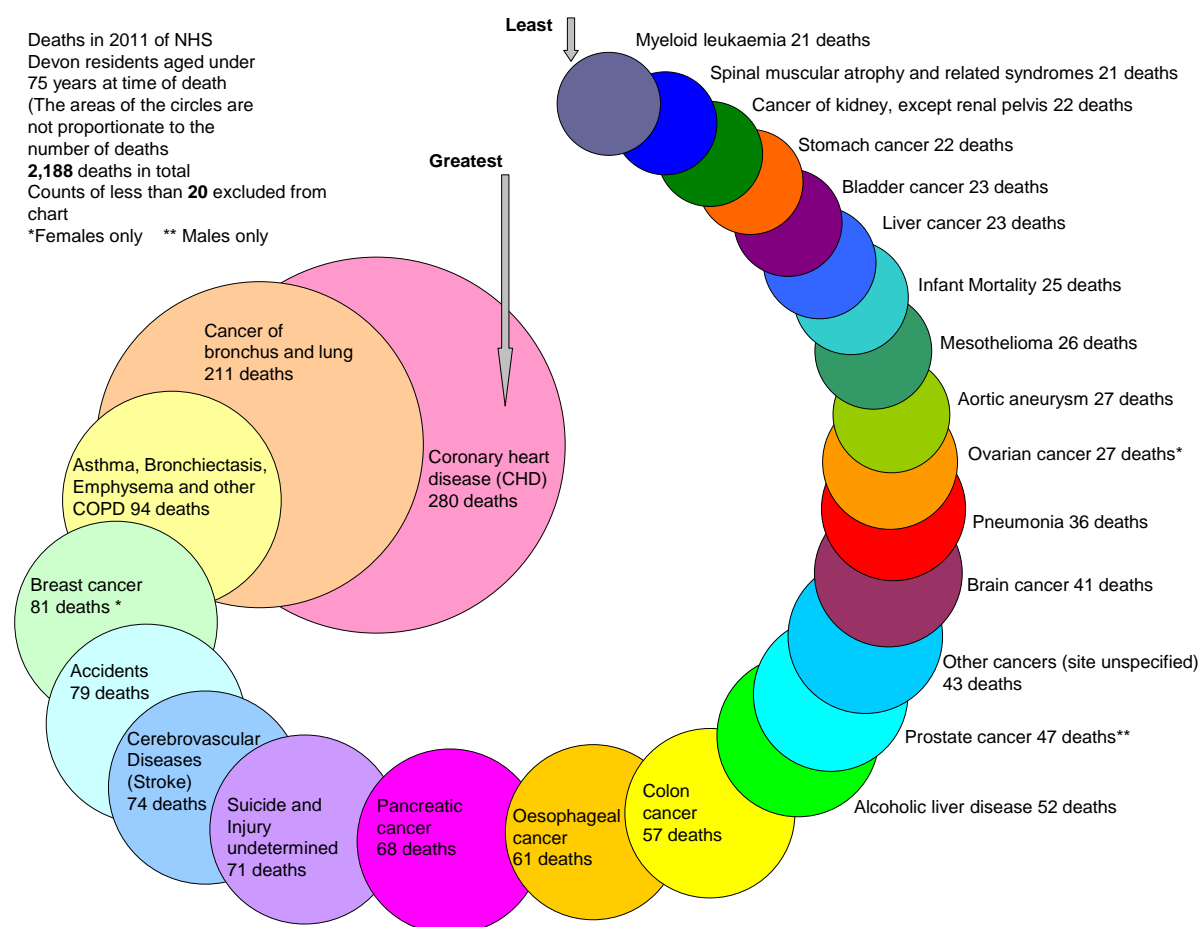 Deaths in 2011 of NHS
Devon residents aged under
75 years at time of death
(The areas of the circles are
not proportionate to the
number of deaths
2,188 deaths in total
Counts of less than 20 excluded from
chart
*Females only ** Males only
Least
Greatest
Myeloid leukaemia 21 deaths
Spinal muscular atrophy and related syndromes 21 deaths
Cancer of kidney, except renal pelvis 22 deaths
Stomach cancer 22 deaths
Bladder cancer 23 deaths
Liver cancer 23 deaths
Infant Mortality 25 deaths
Mesothelioma 26 deaths
Aortic aneurysm 27 deaths
Ovarian cancer 27 deaths*
Pneumonia 36 deaths
Brain cancer 41 deaths
Other cancers (site unspecified)
43 deaths
Prostate cancer 47 deaths**
Alcoholic liver disease 52 deaths
Colon
cancer
57 deaths
Oesophageal
cancer
61 deaths
Pancreatic
cancer
68 deaths
Suicide and
Injury
undetermined
71 deaths
Cerebrovascular
Diseases
(Stroke)
74 deaths
Accidents
79 deaths
Breast cancer
81 deaths *
Asthma, Bronchiectasis,
Emphysema and other
COPD 94 deaths
Cancer of
bronchus and lung
211 deaths
Coronary heart
disease (CHD)
280 deaths